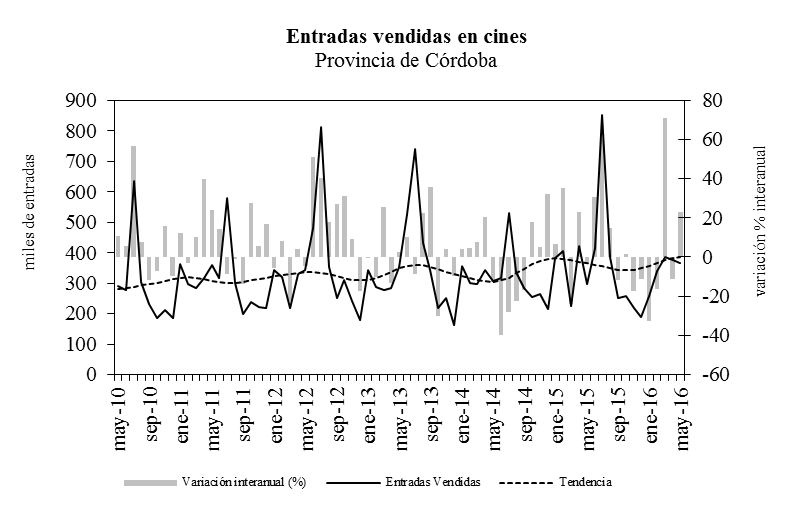 Entradas vendidas en cines
Provincia de Córdoba
miles de entradas
900
800
700
600
500
400
300
200
100
0
80
60
40
20
0
-20
-40
-60
variación % interanual
may-10
sep-10
ene-11
may-11
sep-11
ene-12
may-12
sep-12
ene-13
may-13
sep-13
ene-14
may-14
sep-14
ene-15
may-15
sep-15
ene-16
may-16
Variación interanual (%)
Entradas Vendidas
Tendencia